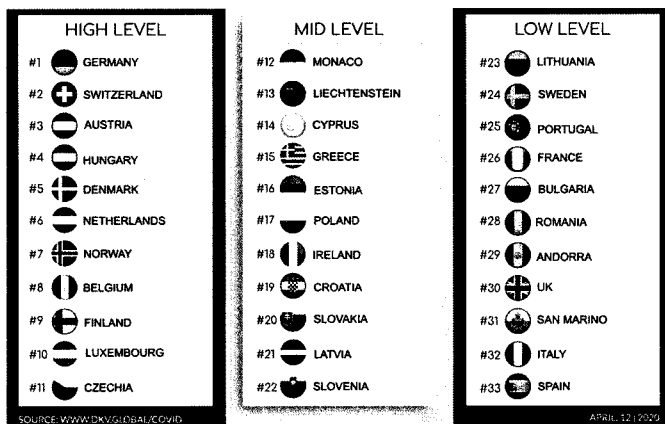 HIGH LEVEL
#1 GERMANY
#2 SWITZERLAND
#3 AUSTRIA
#4 HUNGARY
#5 DENMARK
#6 NETHERLANDS
#7 NORWAY
#8 BELGIUM
#9 FINLAND
#10 LUXEMBOURG
#11 CZECHIA
SOURCE: WWW.DKV.GLOBAL/COVID
MID LEVEL
#12 MONACO
#13 LIECHTENSTEIN
#14 CYPRUS
#15 GREECE
#16 ESTONIA
#17 POLAND
#18 IRELAND
#19 CROATIA
#20 SLOVAKIA
#21 LATVIA
#22 SLOVENIA
LOW LEVEL
#23 LITHUANIA
#24 SWEDEN
#25 PORTUGAL
#26 FRANCE
#27 BULGARIA
#28 ROMANIA
#29 ANDORRA
#30 UK
#31 SAN MARINO
#32 ITALY
#33 SPAIN
APRIL, 12 | 2020